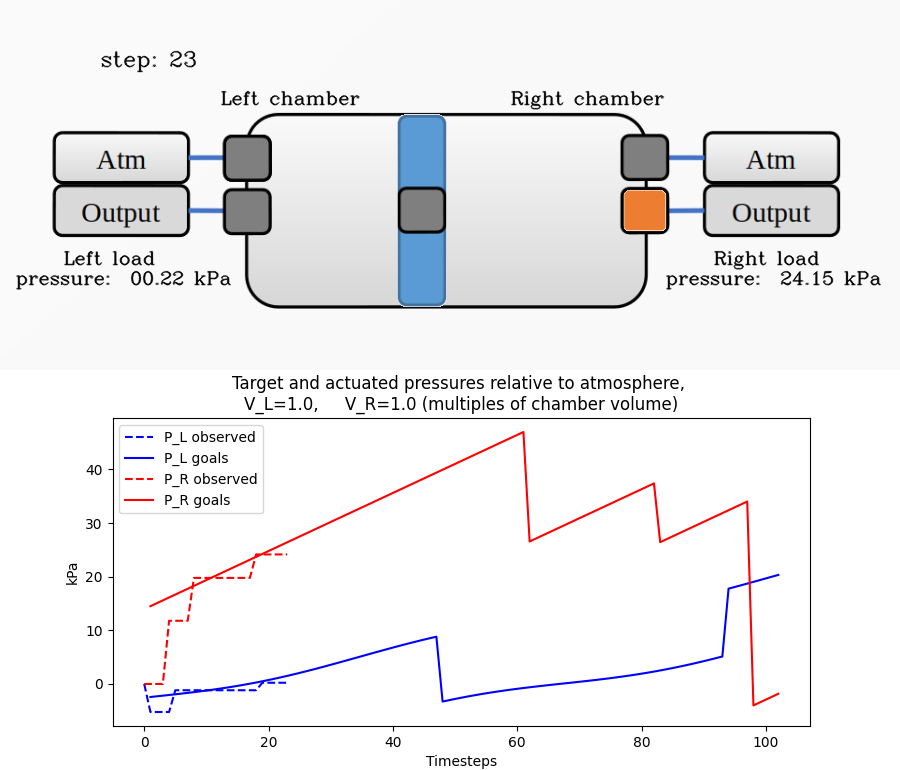 step: 23
Left chamber
Right chamber
Atm
Atm
Output
Output
Left load
pressure: 00.22 kPa
Right load
pressure: 24.15 kPa
Target and actuated pressures relative to atmosphere,
V_L=1.0, V_R=1.0 (multiples of chamber volume)
P_L observed
P_L goals
P_R observed
P_R goals
kPa
40
30
20
10
0
0 20 40 60 80 100
Timesteps